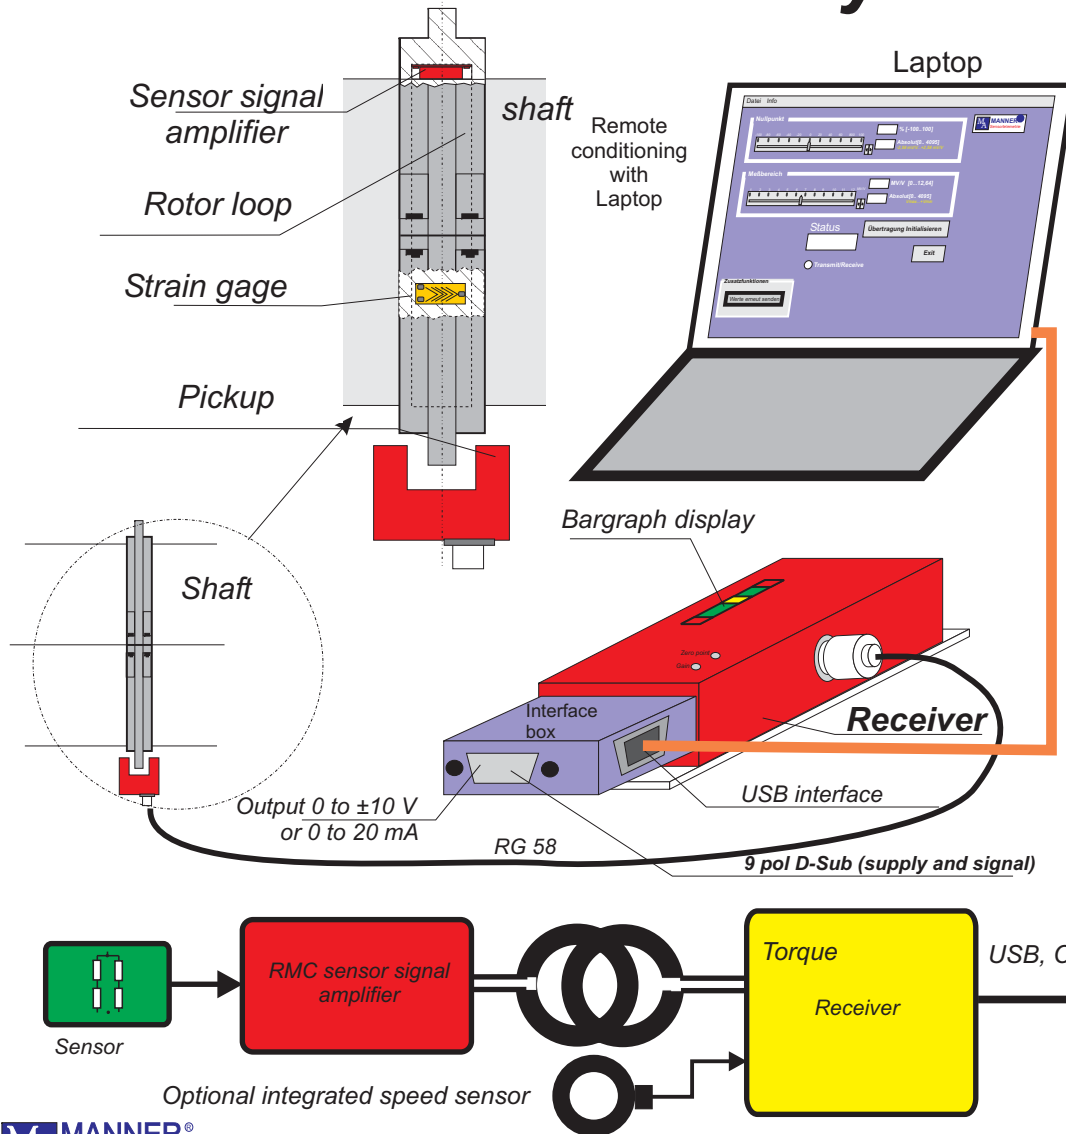 Laptop
Sensor signal
amplifier
shaft
Remote
conditioning
with
Laptop
Rotor loop
Strain gage
Pickup
Datei Info
Nullpunkt
% [-100..100]
Absolut[0.. 4095]
MANNER
Meßbereich
MV/V [0...12,84]
Absolut[0.. 4095]
Status
Übertragung Initialisieren
Exit
Transmit/Receive
Zusatzfunktionen
Werte erneut senden
Bargraph display
Shaft
Zero point
Gain
Interface
box
Receiver
USB interface
Output 0 to ±10 V
or 0 to 20 mA
RG 58
9 pol D-Sub (supply and signal)
Sensor
RMC sensor signal
amplifier
Torque
Receiver
USB, C
Optional integrated speed sensor
MANNER®